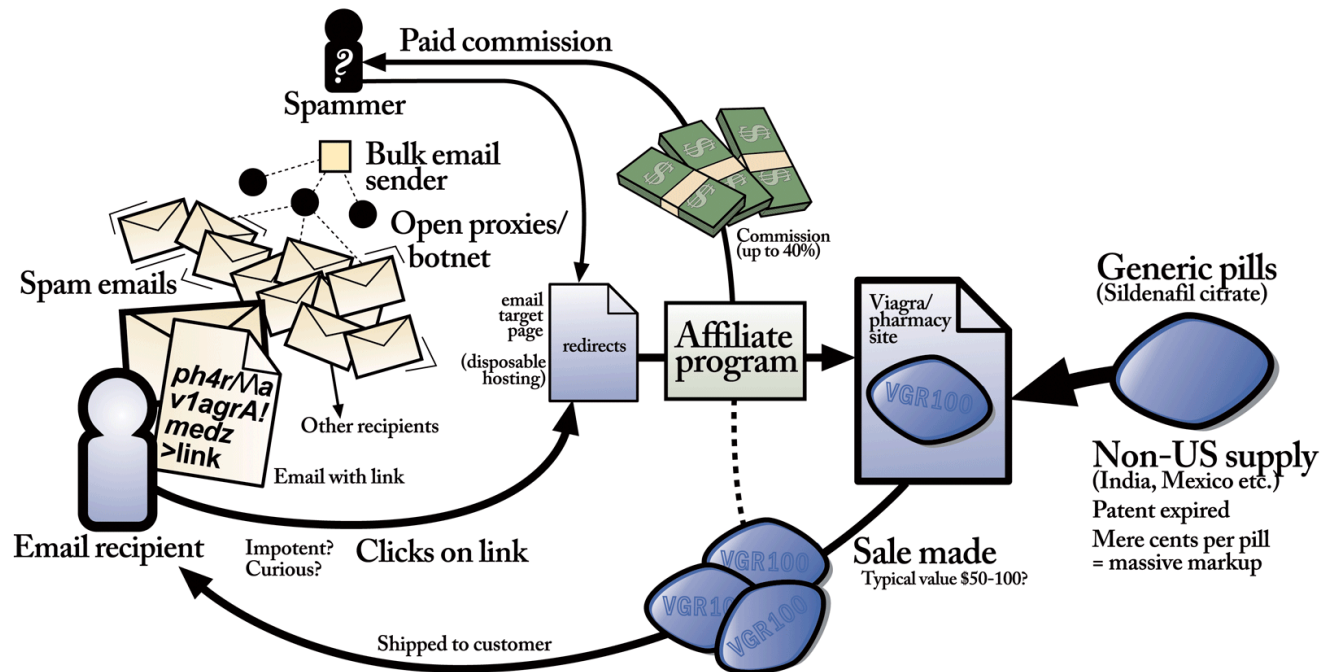 Paid commission
?
Spammer
Bulk email
sender
Open proxies/
botnet
Spam emails
ph4r/\/\a
v1agrA!
medz
>link
Other recipients
Email with link
Email recipient
Impotent?
Curious?
Clicks on link
email
target
page
(disposable
hosting)
redirects
$
$
$
$
$
$
Commission
(up to 40%)
Affiliate
program
Viagra/
pharmacy
site
VGR100
Generic pills
(Sildenafil citrate)
Non-US supply
(India, Mexico etc.)
Patent expired
Mere cents per pill
= massive markup
Sale made
Typical value $50-100?
VGR100
VGR10
VGR100
Shipped to customer